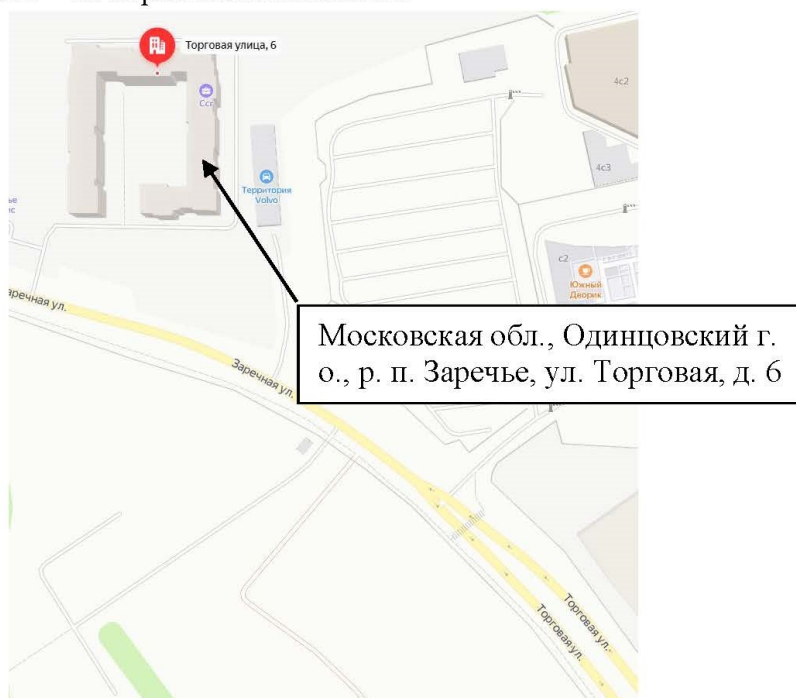 Торговая улица, 6
4с2
Ссг
4с3
Территория
Volvo
с2
Южный
Дворик
Заречная ул.
Московская обл., Одинцовский г.
о., р. п. Заречье, ул. Торговая, д. 6
Заречная ул.
Торговая ул.
Торговая ул.